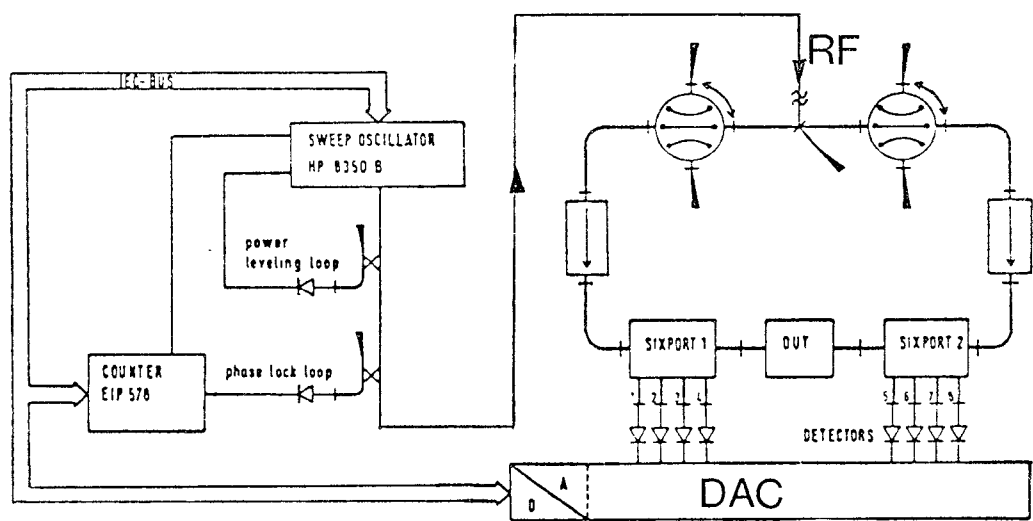 IEC-BUS
RF
SWEEP OSCILLATOR
HP 8350 B
power
leveling loop
SIXPORT 1
DUT
SIXPORT 2
COUNTER
EIP 578
phase lock loop
1 2 3 4
5 6 7 8
DETECTORS
A
D
DAC